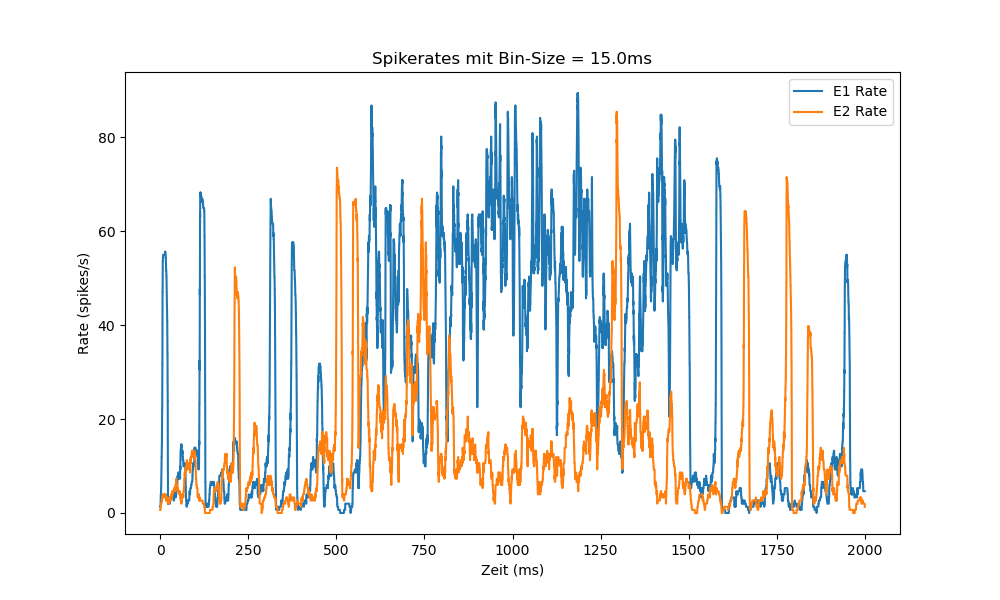 Spikerates mit Bin-Size = 15.0ms
E1 Rate
E2 Rate
Rate (spikes/s)
80
60
40
20
0
0 250 500 750 1000 1250 1500 1750 2000
Zeit (ms)